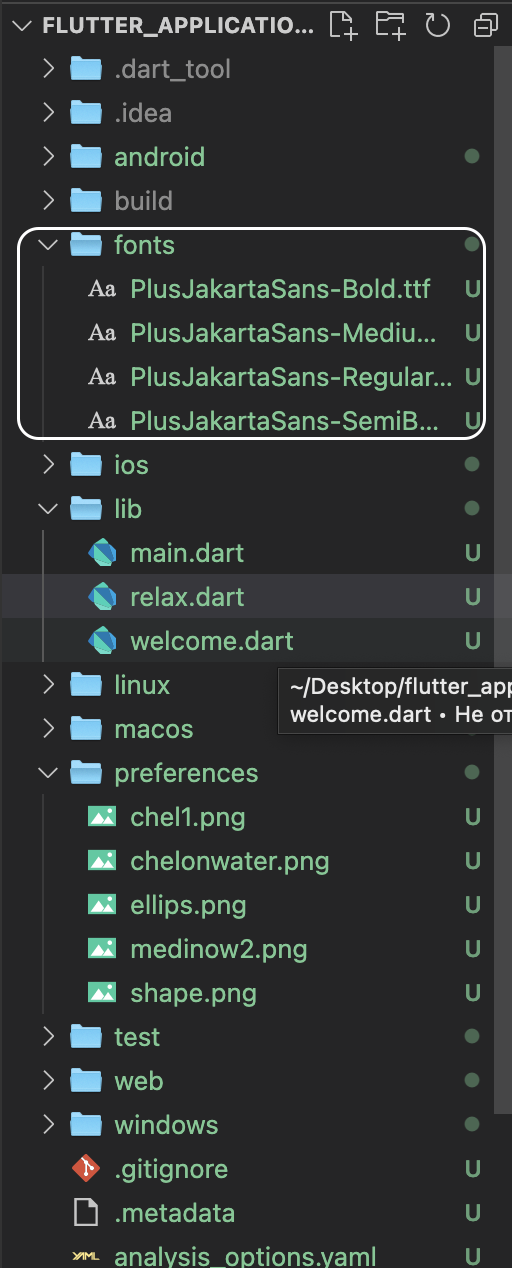 FLUTTER_APPLICATIO...
.dart_tool
.idea
android
build
fonts
Aa PlusJakartaSans-Bold.ttf U
Aa PlusJakartaSans-Mediu... U
Aa PlusJakartaSans-Regular... U
Aa PlusJakartaSans-SemiB... U
ios
lib
main.dart U
relax.dart U
welcome.dart U
linux
~/Desktop/flutter_app
welcome.dart • Не от
macos
preferences
chel1.png U
chelonwater.png U
ellips.png U
medinow2.png U
shape.png U
test
web
windows
.gitignore U
.metadata U
YAML analysis_options.yaml U